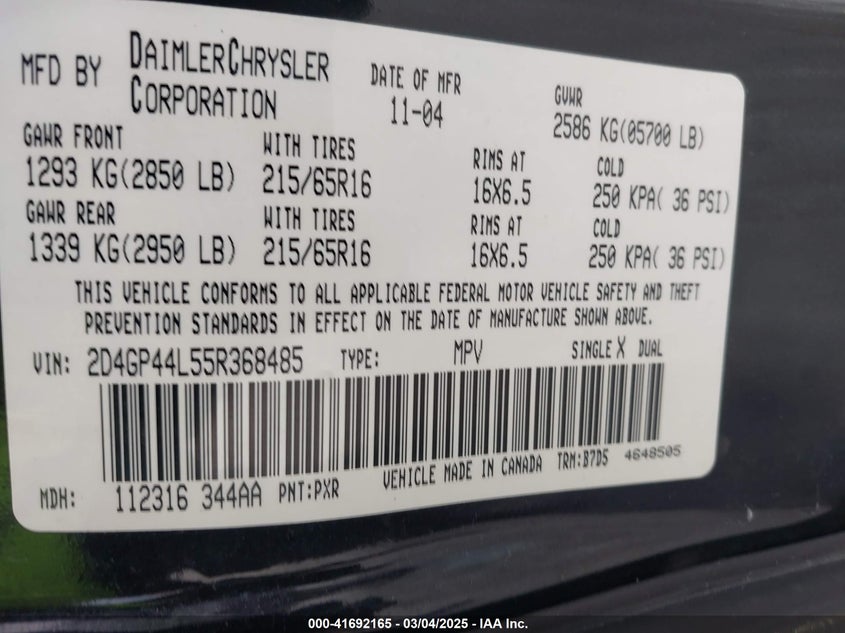 MFD BY DAIMLERCHRYSLER CORPORATION
DATE OF MFR 11-04
GVWR 2586 KG(05700 LB)
GAWR FRONT WITH TIRES RIMS AT COLD
1293 KG(2850 LB) 215/65R16 16X6.5 250 KPA( 36 PSI)
GAWR REAR WITH TIRES RIMS AT COLD
1339 KG(2950 LB) 215/65R16 16X6.5 250 KPA( 36 PSI)
THIS VEHICLE CONFORMS TO ALL APPLICABLE FEDERAL MOTOR VEHICLE SAFETY AND THEFT
PREVENTION STANDARDS IN EFFECT ON THE DATE OF MANUFACTURE SHOWN ABOVE.
VIN: 2D4GP44L55R368485 TYPE: MPV SINGLE X DUAL
MDH: 112316 344AA PNT:PXR VEHICLE MADE IN CANADA TRM:B7D5 4648505
000-41692165 - 03/04/2025 - IAA Inc.